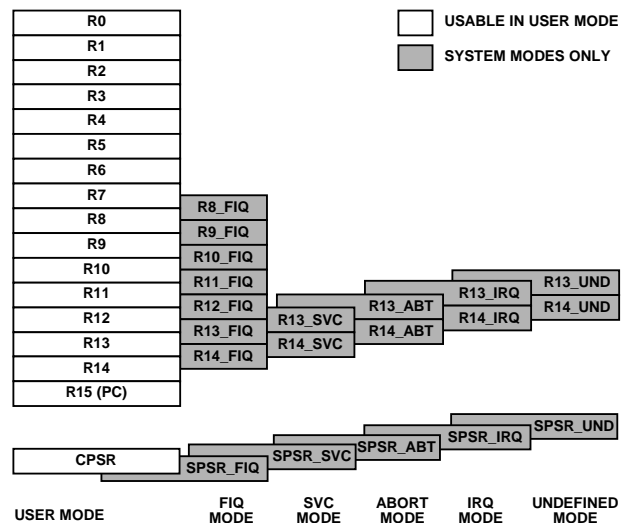 R0
R1
R2
R3
R4
R5
R6
R7
R8
R9
R10
R11
R12
R13
R14
R15 (PC)
R8_FIQ
R9_FIQ
R10_FIQ
R11_FIQ
R12_FIQ
R13_FIQ
R14_FIQ
R13_SVC
R14_SVC
R13_ABT
R14_ABT
R13_IRQ
R14_IRQ
R13_UND
R14_UND
USABLE IN USER MODE
SYSTEM MODES ONLY
CPSR
SPSR_FIQ
SPSR_SVC
SPSR_ABT
SPSR_IRQ
SPSR_UND
USER MODE
FIQ
MODE
SVC
MODE
ABORT
MODE
IRQ
MODE
UNDEFINED
MODE